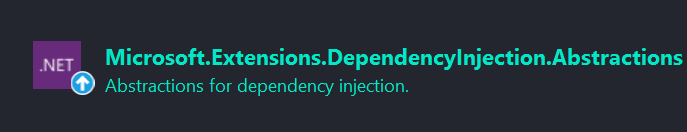 .NET
Microsoft.Extensions.DependencyInjection.Abstractions
Abstractions for dependency injection.